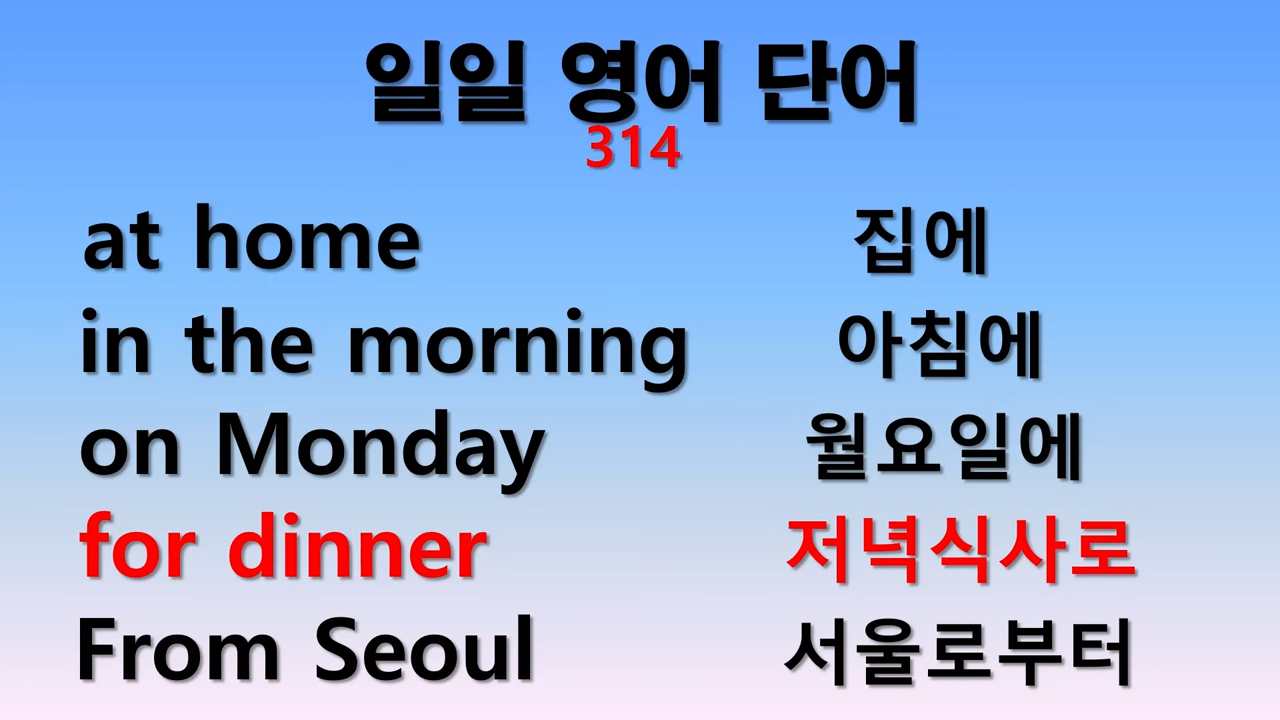 일일 영어 단어
314
at home 집에
in the morning 아침에
on Monday 월요일에
for dinner 저녁식사로
From Seoul 서울로부터